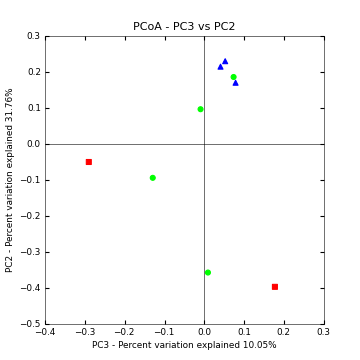 PCoA - PC3 vs PC2
0.3
0.2
0.1
0.0
−0.1
−0.2
−0.3
−0.4
−0.5
PC2 - Percent variation explained 31.76%
−0.4 −0.3 −0.2 −0.1 0.0 0.1 0.2 0.3
PC3 - Percent variation explained 10.05%